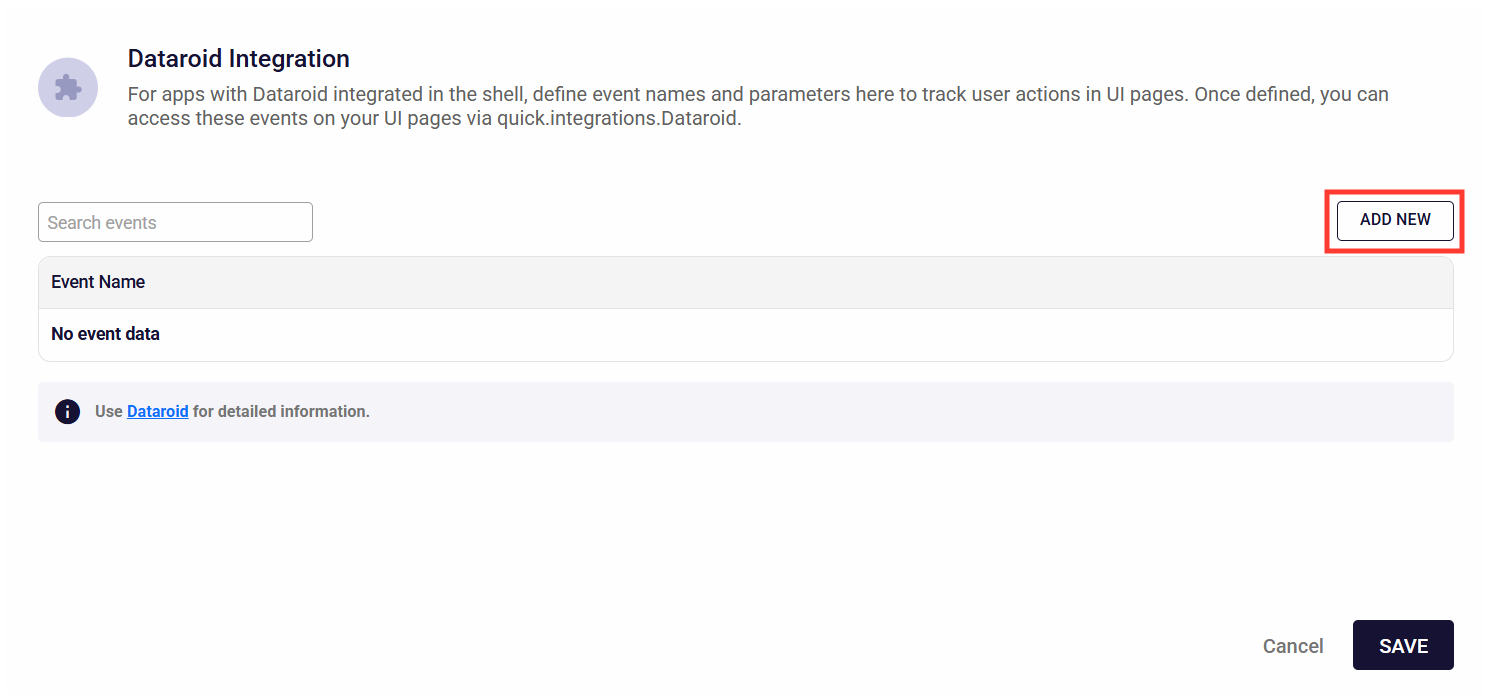 Dataroid Integration
For apps with Dataroid integrated in the shell, define event names and parameters here to track user actions in UI pages. Once defined, you can
access these events on your UI pages via quick.integrations.Dataroid.
Search events
ADD NEW
Event Name
No event data
Use Dataroid for detailed information.
Cancel
SAVE